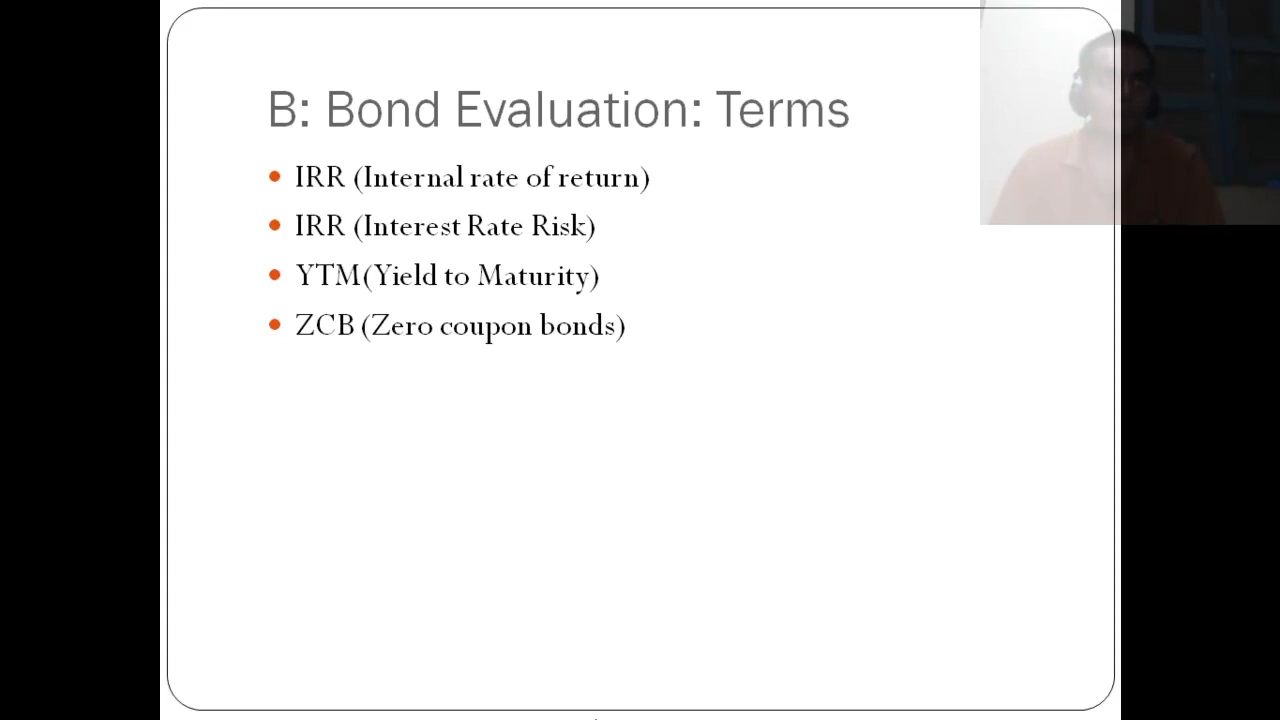 B: Bond Evaluation: Terms
• IRR (Internal rate of return)
• IRR (Interest Rate Risk)
• YTM(Yield to Maturity)
• ZCB (Zero coupon bonds)